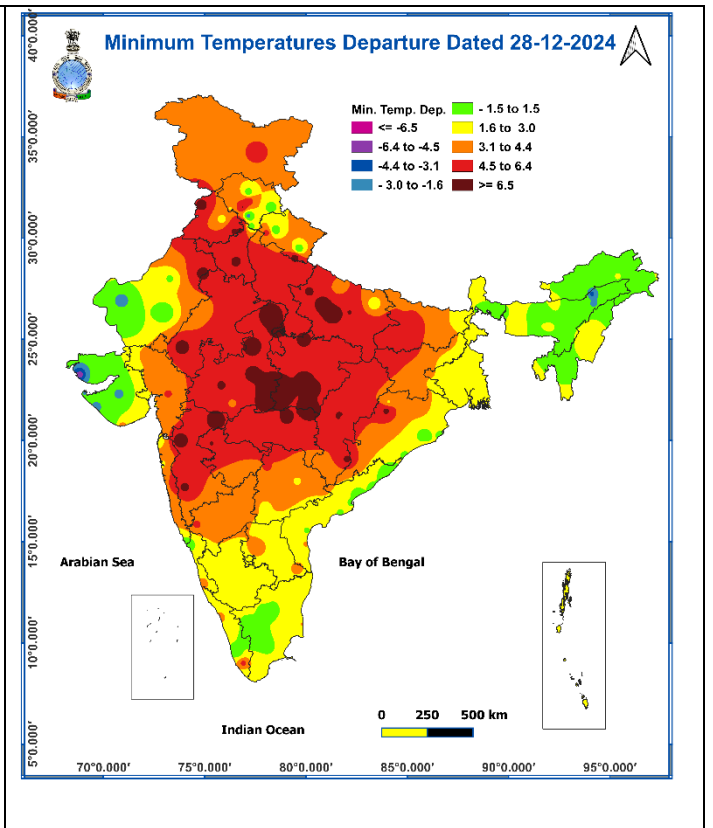 Minimum Temperatures Departure Dated 28-12-2024
Min. Temp. Dep.
<= -6.5
-6.4 to -4.5
-4.4 to -3.1
- 3.0 to -1.6
- 1.5 to 1.5
1.6 to 3.0
3.1 to 4.4
4.5 to 6.4
>= 6.5
40°0.000'
35°0.000'
30°0.000'
25°0.000'
20°0.000'
15°0.000'
10°0.000'
5°0.000'
Arabian Sea
Bay of Bengal
Indian Ocean
0 250 500 km
70°0.000' 75°0.000' 80°0.000' 85°0.000' 90°0.000' 95°0.000'